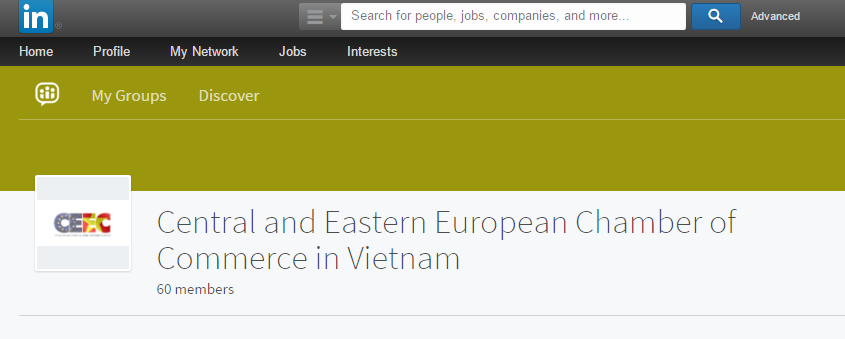 in®
Search for people, jobs, companies, and more...
Advanced
Home Profile My Network Jobs Interests
My Groups Discover
CEEC
Central and Eastern European Chamber of
Commerce in Vietnam
60 members